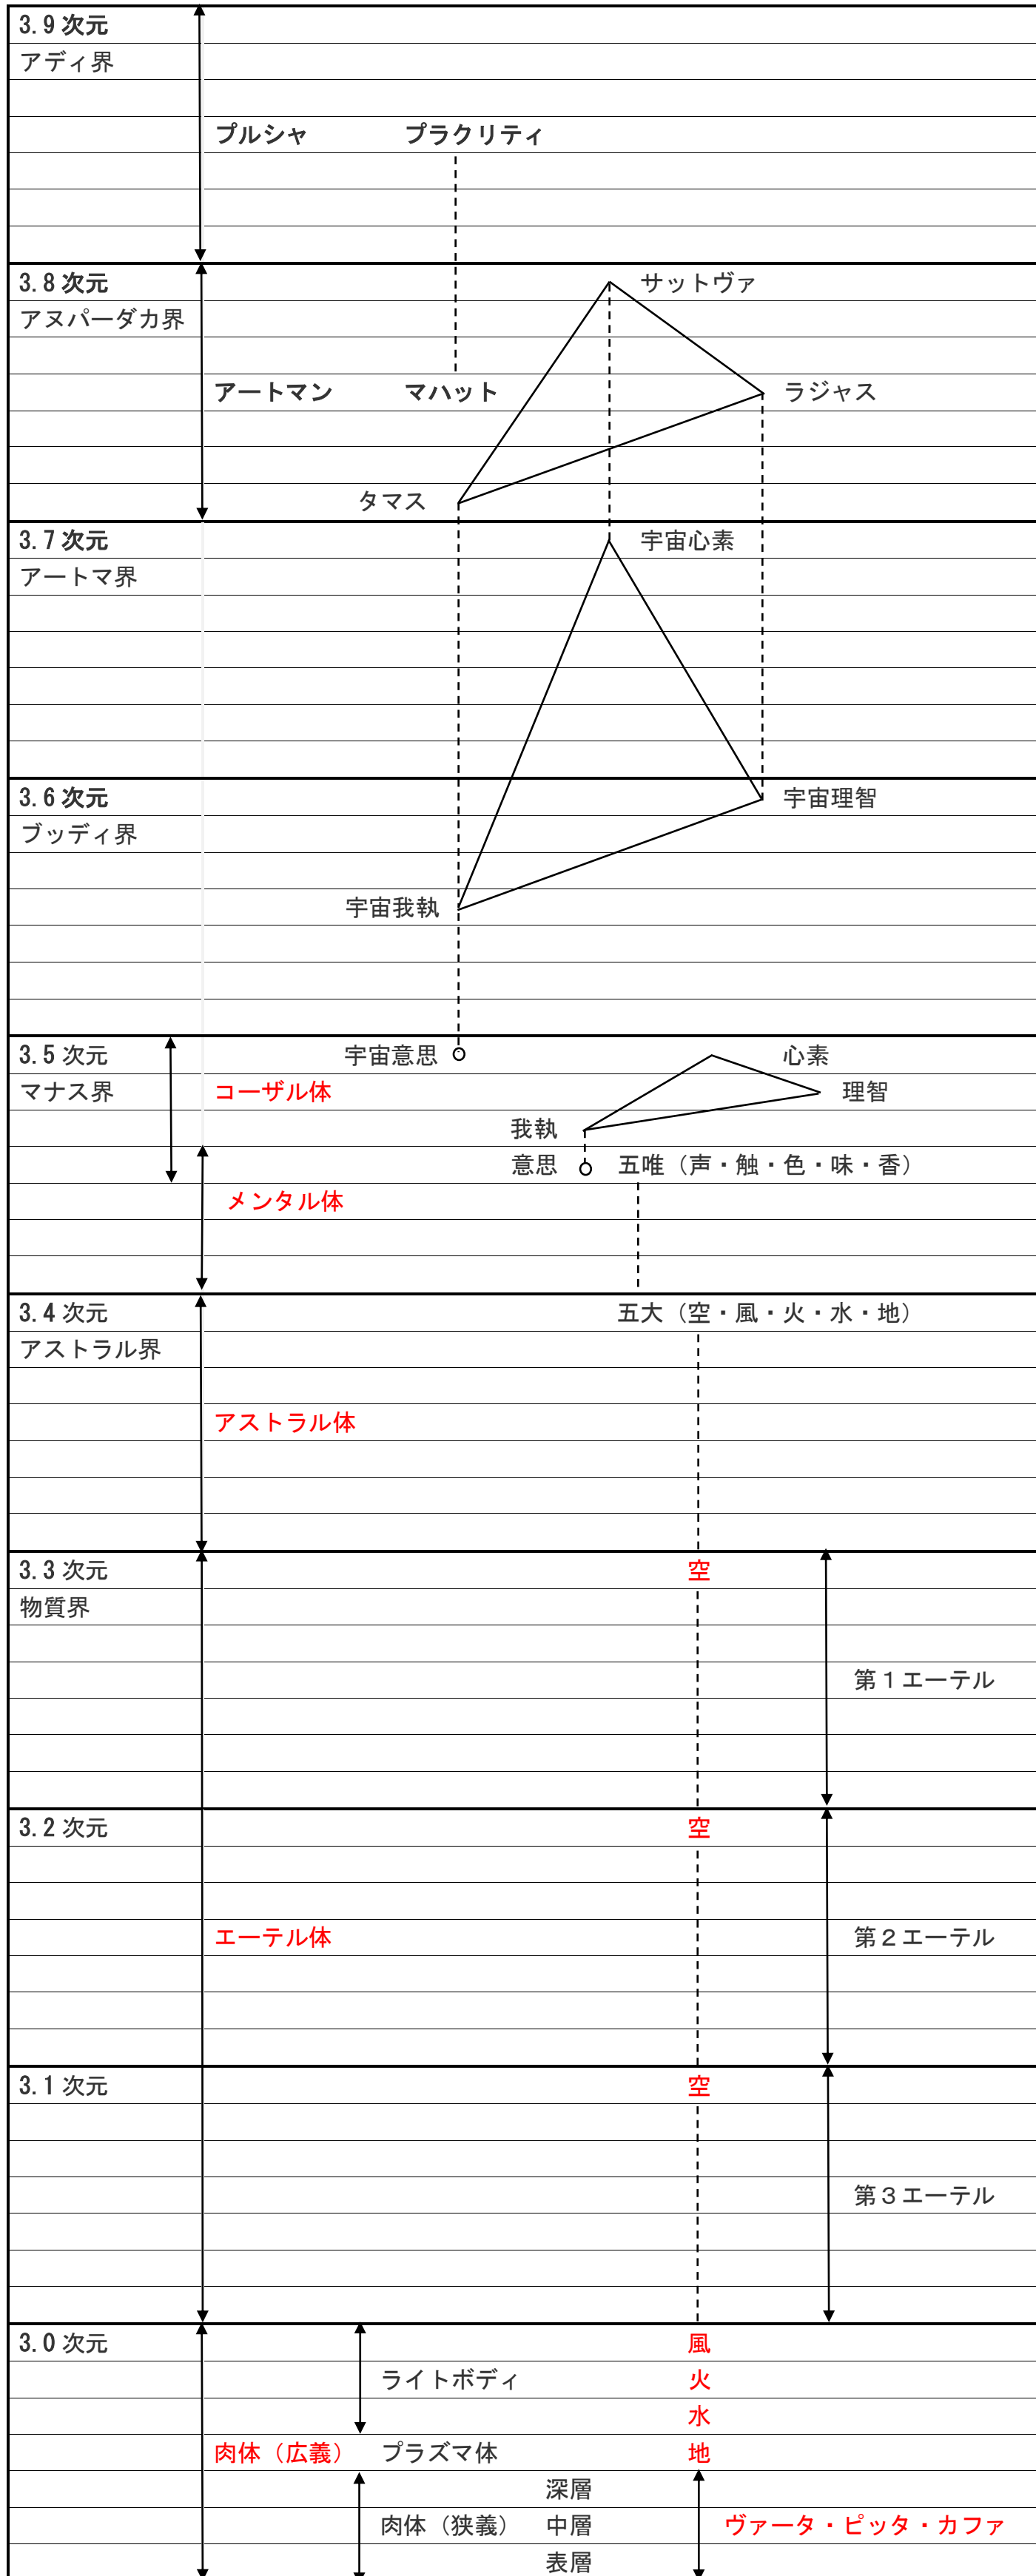 3.9 次元
アディ界
プルシャ　プラクリティ
3.8 次元　サットヴァ
アヌパーダカ界
アートマン　マハット　ラジャス
タマス
3.7 次元　宇宙心素
アートマ界
3.6 次元　宇宙理智
ブッディ界
宇宙我執
3.5 次元　宇宙意思　心素
マナス界　コーザル体　理智
我執
意思　五唯（声・触・色・味・香）
メンタル体
3.4 次元　五大（空・風・火・水・地）
アストラル界
アストラル体
3.3 次元　空
物質界
第１エーテル
3.2 次元　空
エーテル体　第２エーテル
3.1 次元　空
第３エーテル
3.0 次元　風
ライトボディ　火
水
肉体（広義）　プラズマ体　地
深層
肉体（狭義）　中層　ヴァータ・ピッタ・カファ
表層